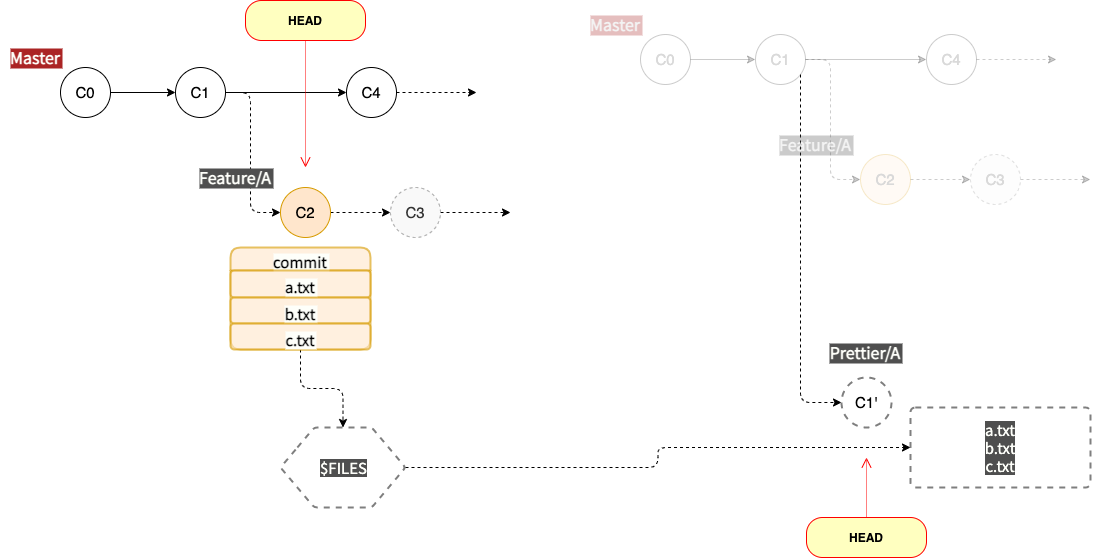 HEAD
Master
C0
C1
C4
Feature/A
C2
C3
commit
a.txt
b.txt
c.txt
$FILES
Master
C0
C1
C4
Feature/A
C2
C3
Prettier/A
C1'
a.txt
b.txt
c.txt
HEAD